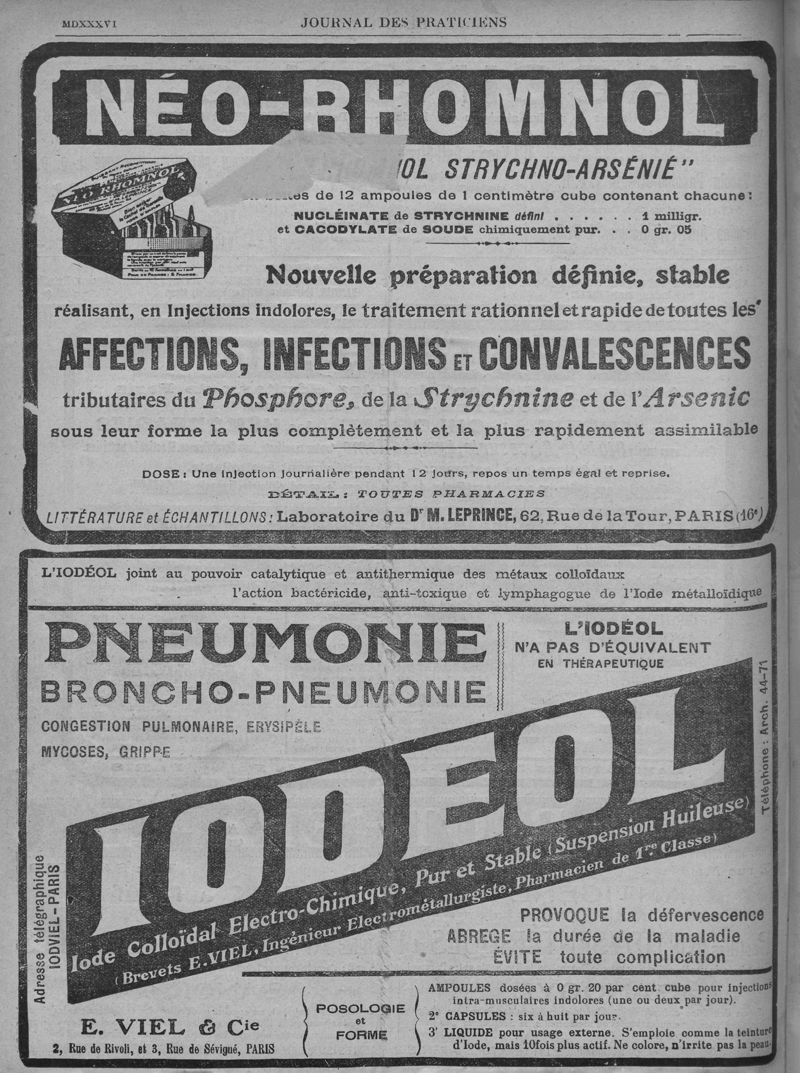 MDXXXVI
JOURNAL DES PRATICIENS
NÉO-RHOMNOL
NÉO RHOMNOL
STRYCHNO-ARSÉNIÉ"
de 12 ampoules de 1 centimètre cube contenant chacune:
NUCLÉINATE de STRYCHNINE défini . . . . . . 1 milligr.
et CACODYLATE de SOUDE chimiquement pur. . . 0 gr. 05
Nouvelle préparation définie, stable
réalisant, en Injections indolores, le traitement rationnel et rapide de toutes les
AFFECTIONS, INFECTIONS ET CONVALESCENCES
tributaires du Phosphore, de la Strychnine et de l'Arsenic
sous leur forme la plus complètement et la plus rapidement assimilable
DOSE: Une injection journalière pendant 12 jours, repos un temps égal et reprise.
DÉTAIL: TOUTES PHARMACIES
LITTÉRATURE et ÉCHANTILLONS: Laboratoire du Dr M. LEPRINCE, 62, Rue de la Tour, PARIS (16e)
L'IODÉOL joint au pouvoir catalytique et antithermique des métaux colloïdaux
l'action bactéricide, anti-toxique et lymphagogue de l'Iode métalloïdique
PNEUMONIE
BRONCHO-PNEUMONIE
CONGESTION PULMONAIRE, ERYSIPÈLE
MYCOSES, GRIPPE
L'IODÉOL
N'A PAS D'ÉQUIVALENT
EN THÉRAPEUTIQUE
IODEOL
Iode Colloïdal Electro-Chimique, Pur et Stable (Suspension Huileuse)
(Brevets E. VIEL, Ingénieur Electrométallurgiste, Pharmacien de 1re Classe)
Téléphone: Arch. 44-71
Adresse télégraphique
IODVIEL-PARIS
PROVOQUE la défervescence
ABREGE la durée de la maladie
ÉVITE toute complication
E. VIEL & Cie
2, Rue de Rivoli, et 3, Rue de Sévigné, PARIS
POSOLOGIE
et
FORME
AMPOULES dosées à 0 gr. 20 par cent. cube pour injections
intra-musculaires indolores (une ou deux par jour).
2° CAPSULES : six à huit par jour.
3° LIQUIDE pour usage externe. S'emploie comme la teinture
d'Iode, mais 10 fois plus actif. Ne colore, n'irrite pas la peau.